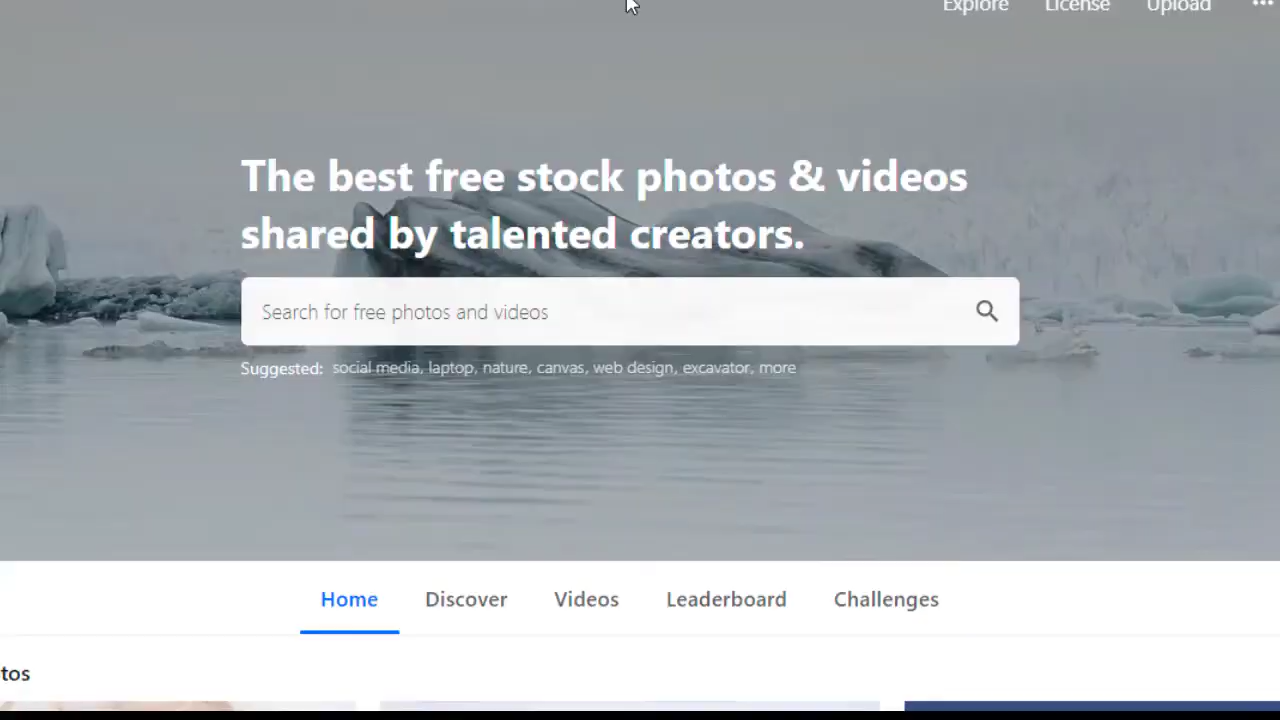 Explore License Upload •••
The best free stock photos & videos
shared by talented creators.
Search for free photos and videos
Suggested: social media, laptop, nature, canvas, web design, excavator, more
Home Discover Videos Leaderboard Challenges
tos